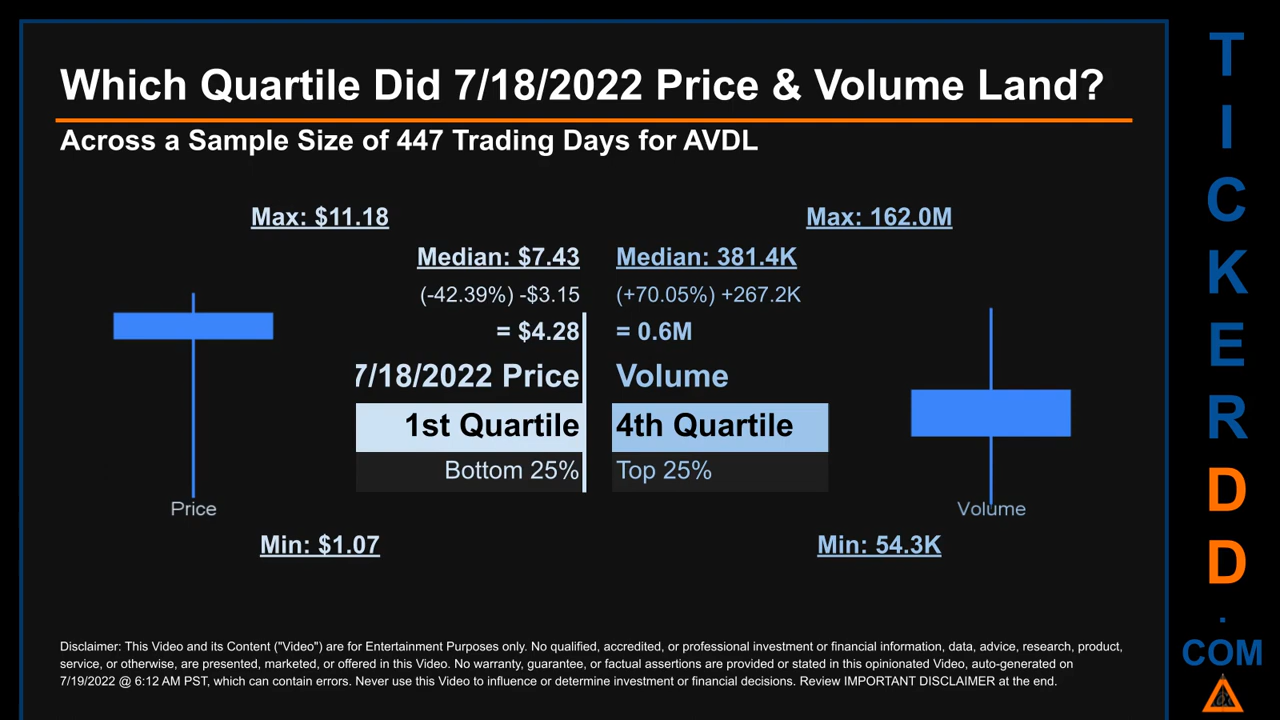 Which Quartile Did 7/18/2022 Price & Volume Land?
Across a Sample Size of 447 Trading Days for AVDL
Max: $11.18
Max: 162.0M
Median: $7.43
Median: 381.4K
(-42.39%) -$3.15
(+70.05%) +267.2K
= $4.28
= 0.6M
7/18/2022 Price
Volume
1st Quartile
4th Quartile
Bottom 25%
Top 25%
Price
Volume
Min: $1.07
Min: 54.3K
Disclaimer: This Video and its Content ("Video") are for Entertainment Purposes only. No qualified, accredited, or professional investment or financial information, data, advice, research, product,
service, or otherwise, are presented, marketed, or offered in this Video. No warranty, guarantee, or factual assertions are provided or stated in this opinionated Video, auto-generated on
7/19/2022 @ 6:12 AM PST, which can contain errors. Never use this Video to influence or determine investment or financial decisions. Review IMPORTANT DISCLAIMER at the end.
T
I
C
K
E
R
D
D
.
COM